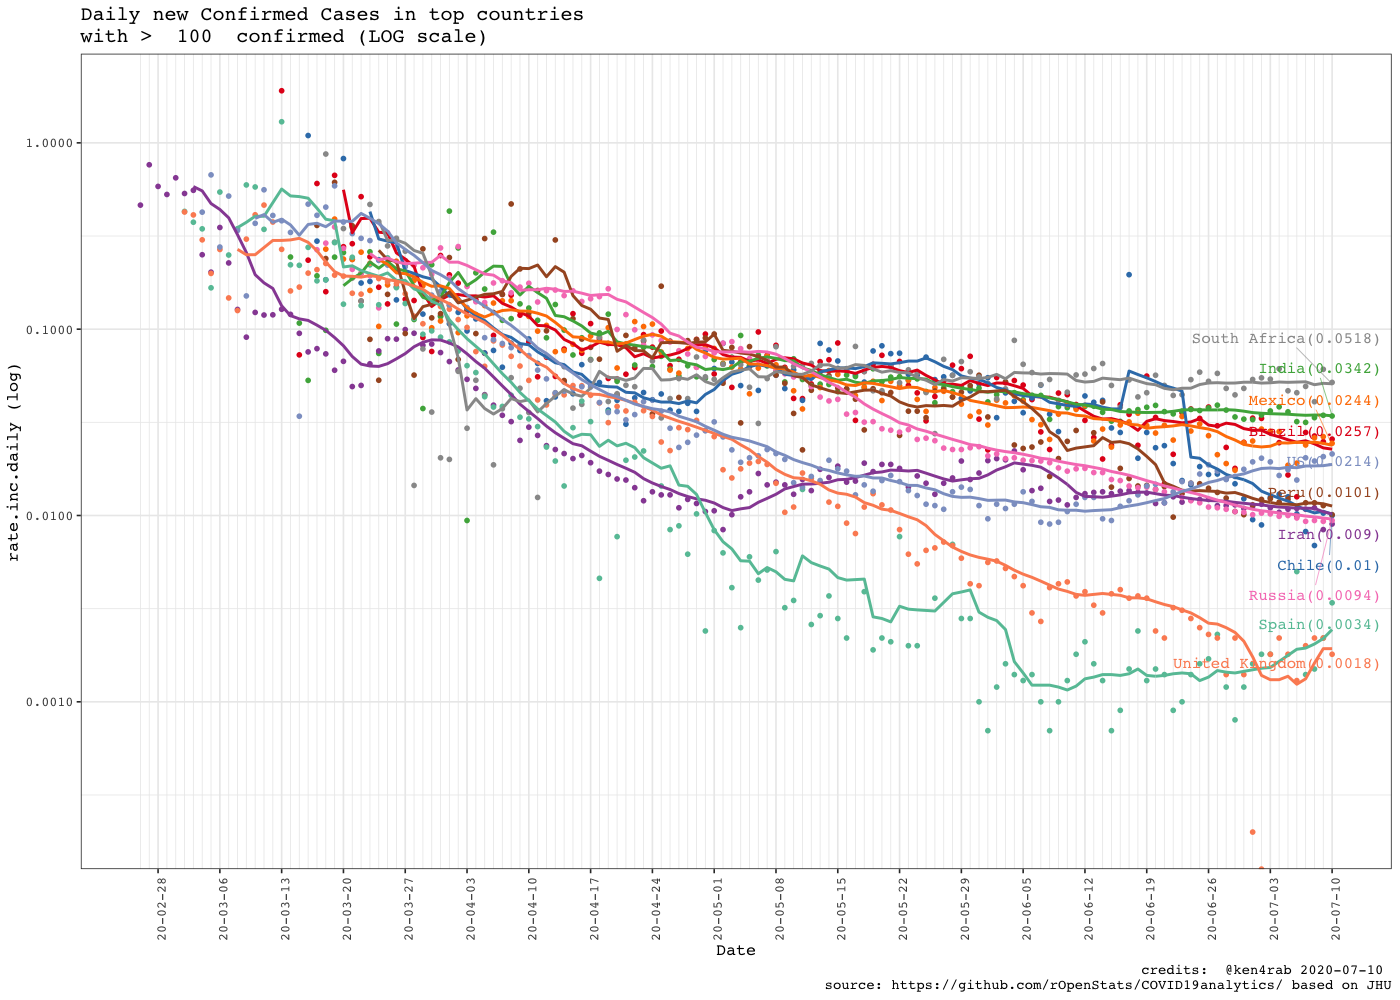 Daily new Confirmed Cases in top countries
with >  100  confirmed (LOG scale)
rate.inc.daily (log)
1.0000
0.1000
0.0100
0.0010
South Africa(0.0518)
India(0.0342)
Mexico(0.0244)
Brazil(0.0257)
US(0.0214)
Peru(0.0101)
Iran(0.009)
Chile(0.01)
Russia(0.0094)
Spain(0.0034)
United Kingdom(0.0018)
20-02-28
20-03-06
20-03-13
20-03-20
20-03-27
20-04-03
20-04-10
20-04-17
20-04-24
20-05-01
20-05-08
20-05-15
20-05-22
20-05-29
20-06-05
20-06-12
20-06-19
20-06-26
20-07-03
20-07-10
Date
credits:  @ken4rab 2020-07-10
source: https://github.com/rOpenStats/COVID19analytics/ based on JHU